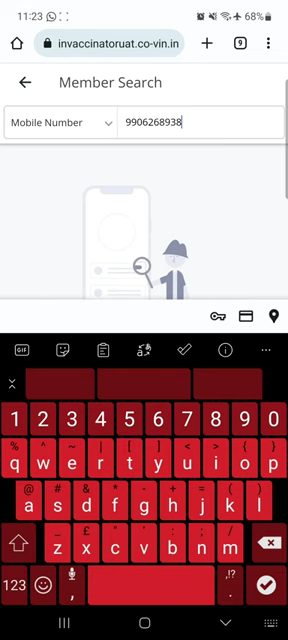 11:23 68%
invaccinatoruat.co-vin.in 9
Member Search
Mobile Number 9906268938
GIF
1 2 3 4 5 6 7 8 9 0
% ^ ~ | [ ] < > { }
q w e r t y u i o p
@ # & * - + = ( )
a s d f g h j k l
_ £ " ' : ; /
z x c v b n m
123 , ,!? .